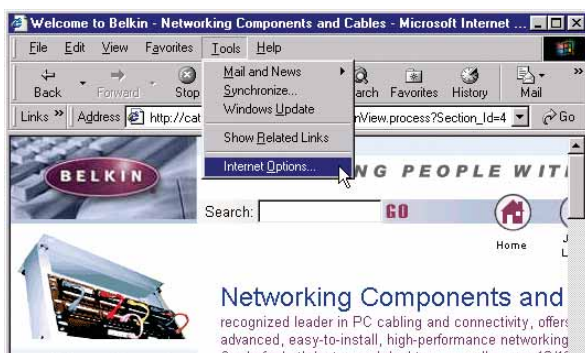 Welcome to Belkin - Networking Components and Cables - Microsoft Internet ...
File Edit View Favorites Tools Help
Back Forward Stop arch Favorites History Mail »
Links » Address http://cat nView.process?Section_Id=4 Go
Mail and News
Synchronize...
Windows Update
Show Related Links
Internet Options...
BELKIN
NG PEOPLE WIT
Search: GO
Home
Networking Components and
recognized leader in PC cabling and connectivity, offers
advanced, easy-to-install, high-performance networking